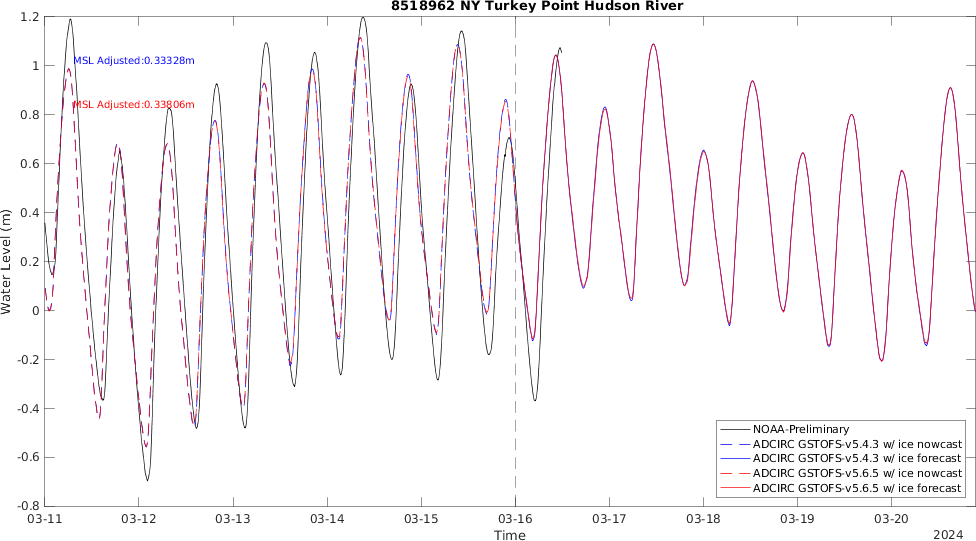 8518962 NY Turkey Point Hudson River
1.2
1
0.8
0.6
0.4
0.2
0
-0.2
-0.4
-0.6
-0.8
Water Level (m)
MSL Adjusted:0.33328m
MSL Adjusted:0.33806m
NOAA-Preliminary
ADCIRC GSTOFS-v5.4.3 w/ ice nowcast
ADCIRC GSTOFS-v5.4.3 w/ ice forecast
ADCIRC GSTOFS-v5.6.5 w/ ice nowcast
ADCIRC GSTOFS-v5.6.5 w/ ice forecast
03-11 03-12 03-13 03-14 03-15 03-16 03-17 03-18 03-19 03-20
Time
2024